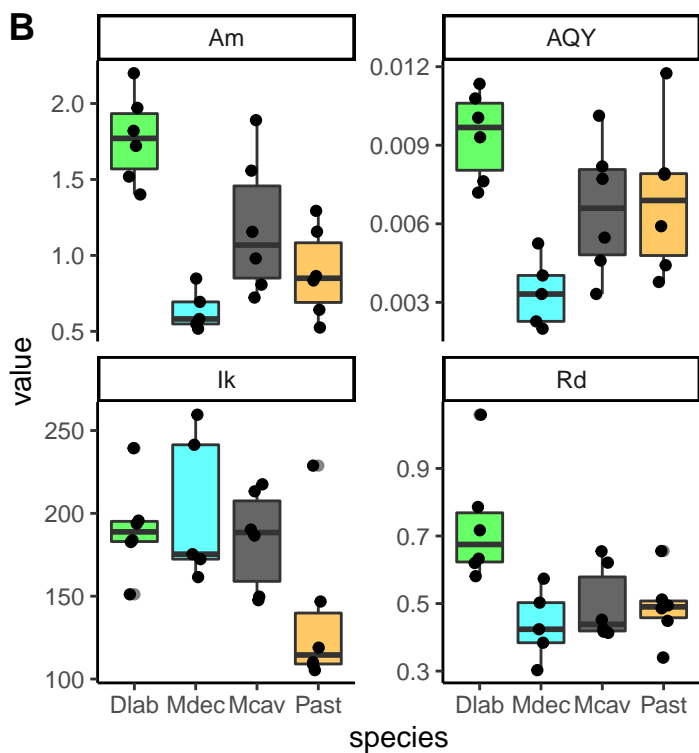 B
Am
AQY
2.0
1.5
1.0
0.5
0.012
0.009
0.006
0.003
value
Ik
Rd
250
200
150
100
0.9
0.7
0.5
0.3
Dlab Mdec Mcav Past
Dlab Mdec Mcav Past
species